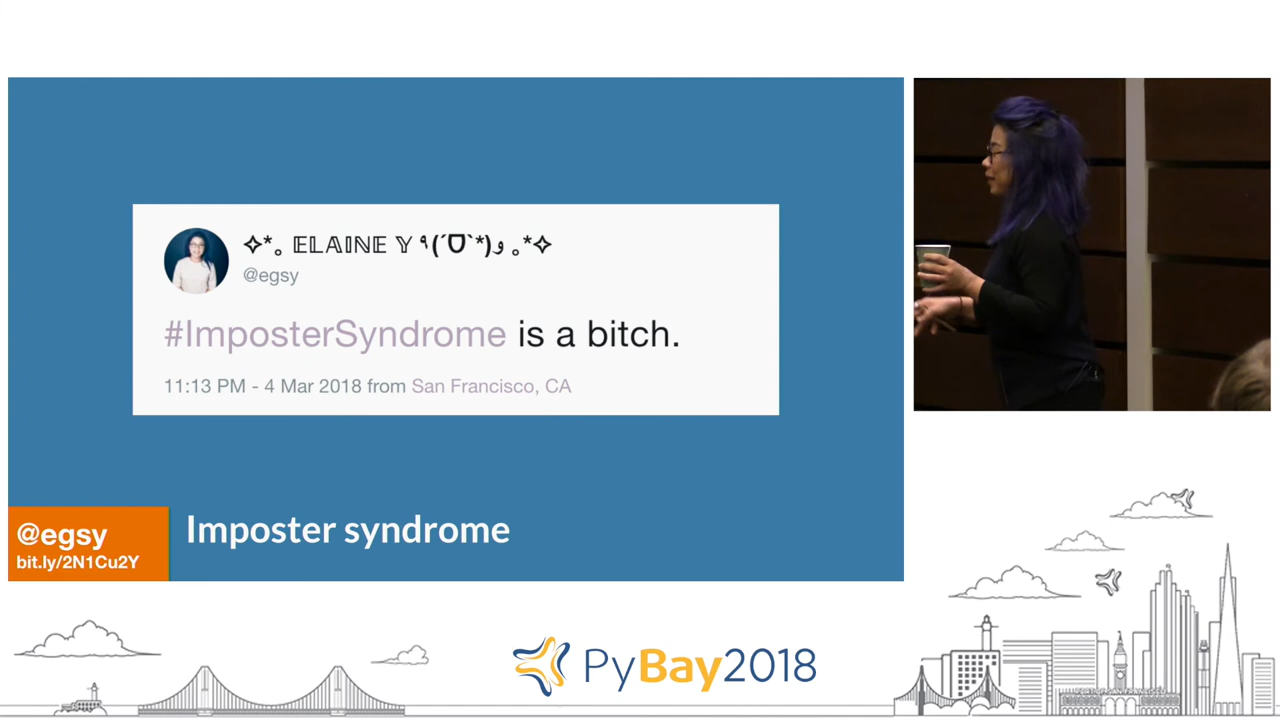 ✧*｡ 𝔼𝕃𝔸𝕀ℕ𝔼 𝕐 ٩(ˊᗜˋ*)و ｡*✧
@egsy
#ImposterSyndrome is a bitch.
11:13 PM - 4 Mar 2018 from San Francisco, CA
Imposter syndrome
@egsy
bit.ly/2N1Cu2Y
PyBay2018